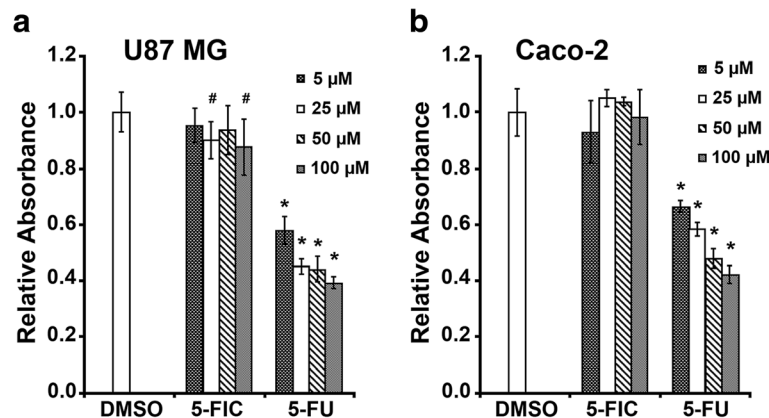 a
U87 MG
1.2
1.0
0.8
0.6
0.4
0.2
0.0
Relative Absorbance
5 µM
25 µM
50 µM
100 µM
# #
* * * *
DMSO 5-FIC 5-FU
b
Caco-2
1.2
1.0
0.8
0.6
0.4
0.2
0.0
Relative Absorbance
5 µM
25 µM
50 µM
100 µM
* * * *
DMSO 5-FIC 5-FU